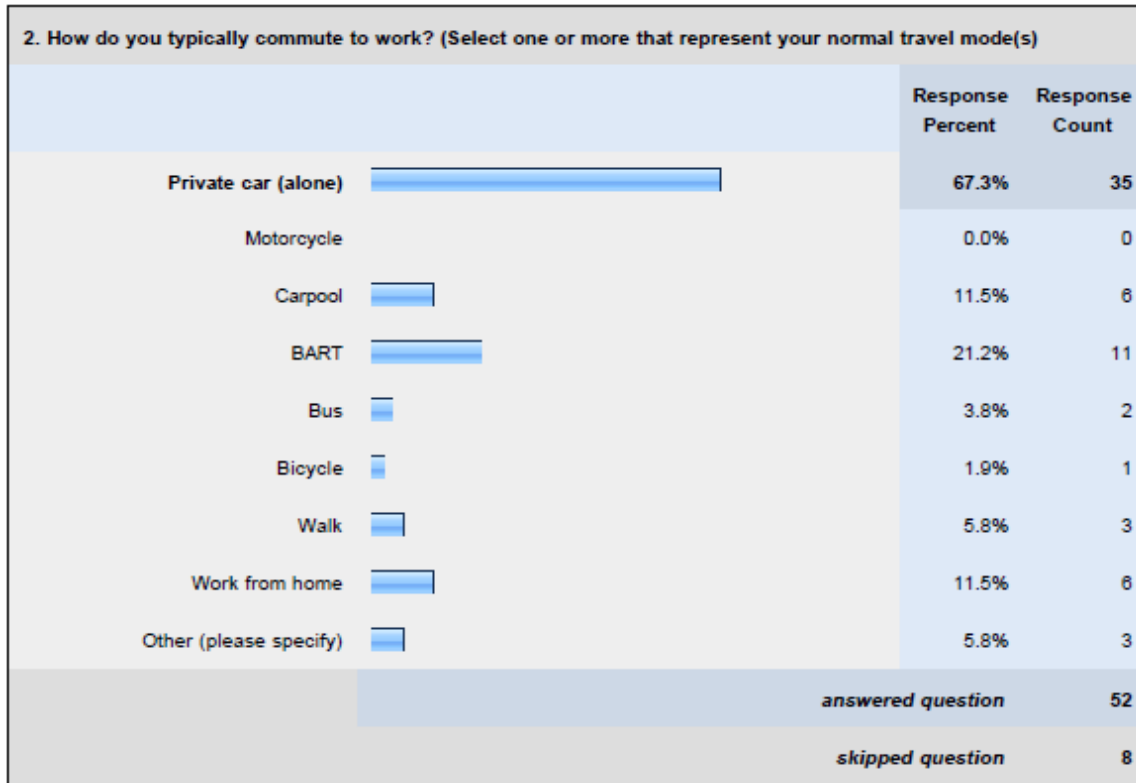 2. How do you typically commute to work? (Select one or more that represent your normal travel mode(s)
Response Percent Response Count
Private car (alone) 67.3% 35
Motorcycle 0.0% 0
Carpool 11.5% 6
BART 21.2% 11
Bus 3.8% 2
Bicycle 1.9% 1
Walk 5.8% 3
Work from home 11.5% 6
Other (please specify) 5.8% 3
answered question 52
skipped question 8